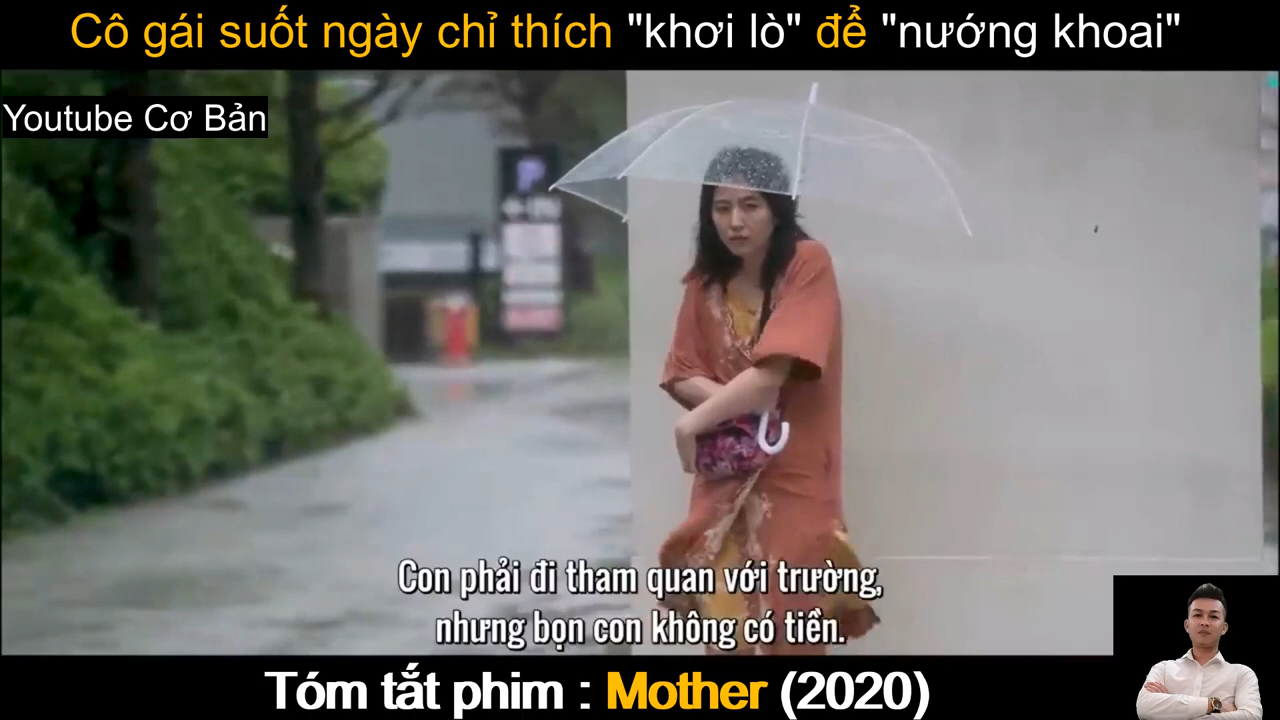 Cô gái suốt ngày chỉ thích "khơi lò" để "nướng khoai"
Youtube Cơ Bản
P
Con phải đi tham quan với trường,
nhưng bọn con không có tiền.
Tóm tắt phim : Mother (2020)